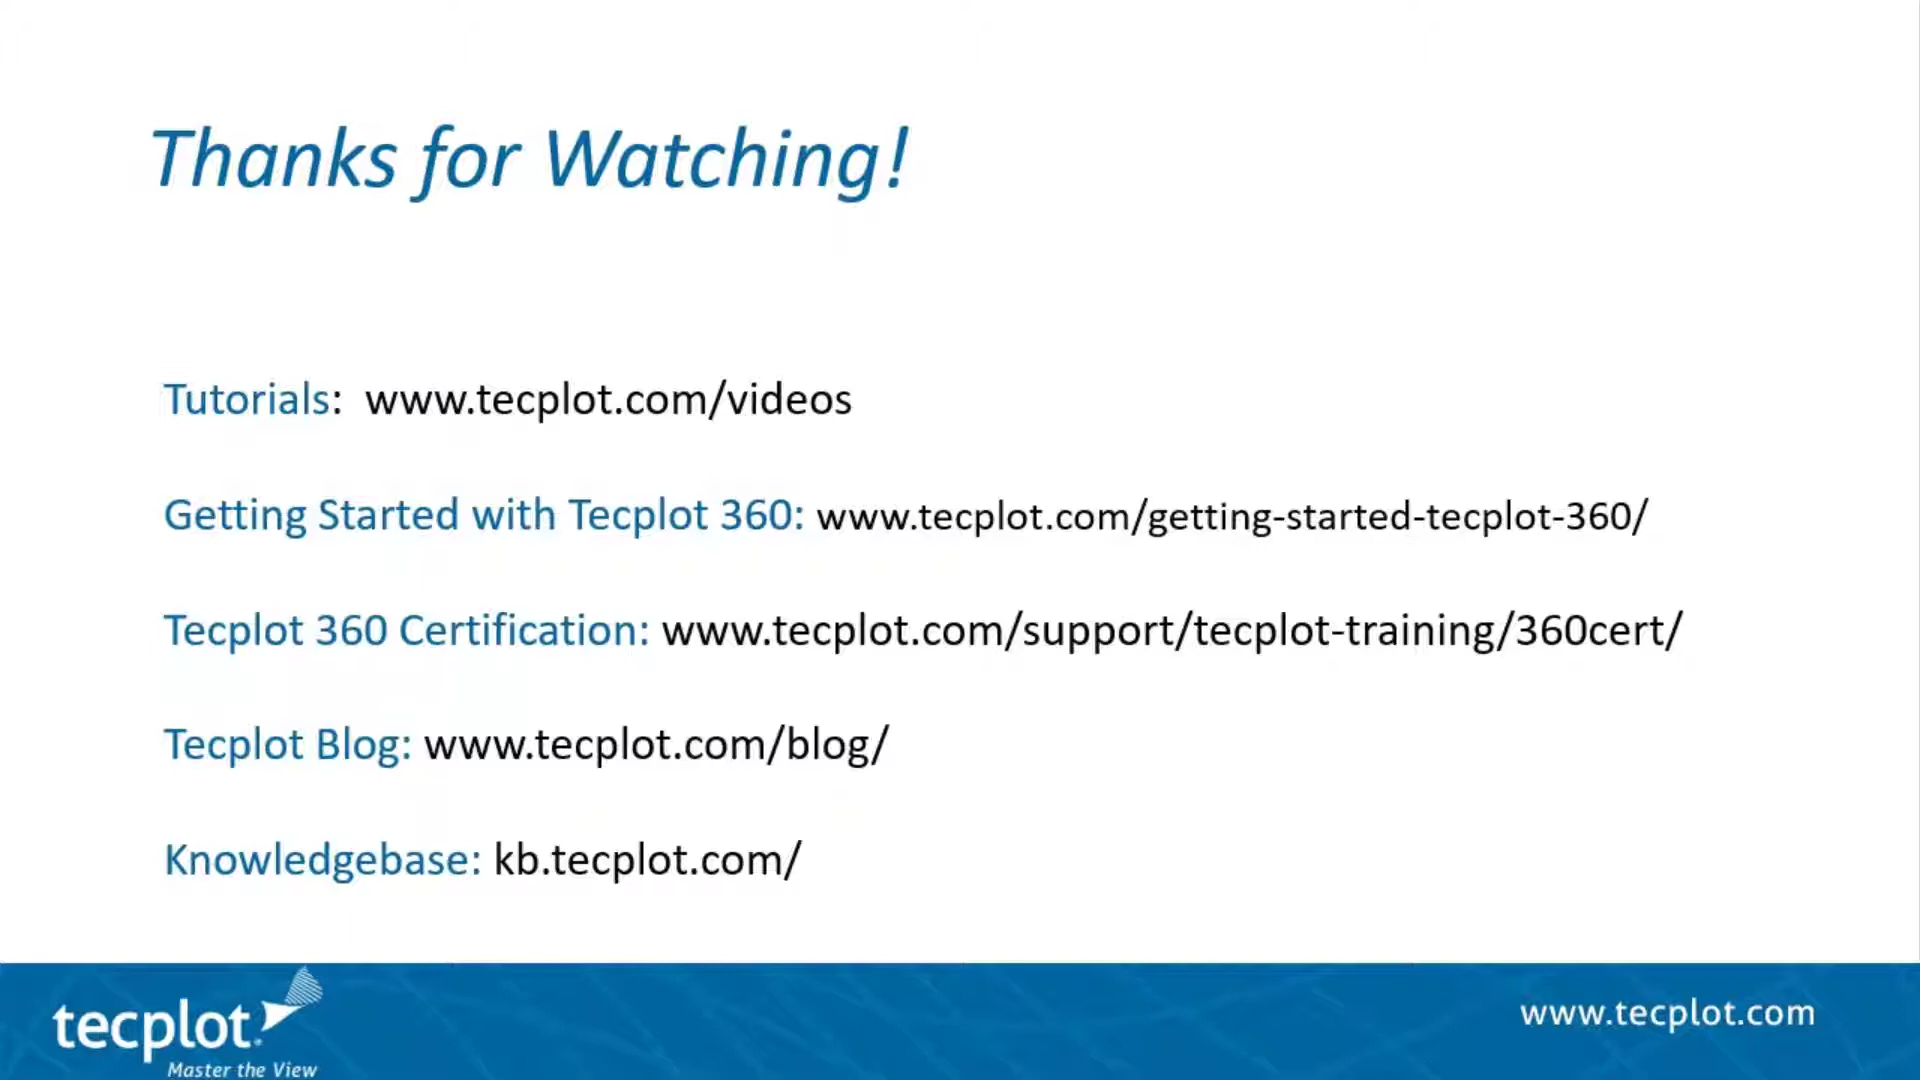 Thanks for Watching!
Tutorials:  www.tecplot.com/videos
Getting Started with Tecplot 360: www.tecplot.com/getting-started-tecplot-360/
Tecplot 360 Certification: www.tecplot.com/support/tecplot-training/360cert/
Tecplot Blog: www.tecplot.com/blog/
Knowledgebase: kb.tecplot.com/
tecplot.
Master the View
www.tecplot.com